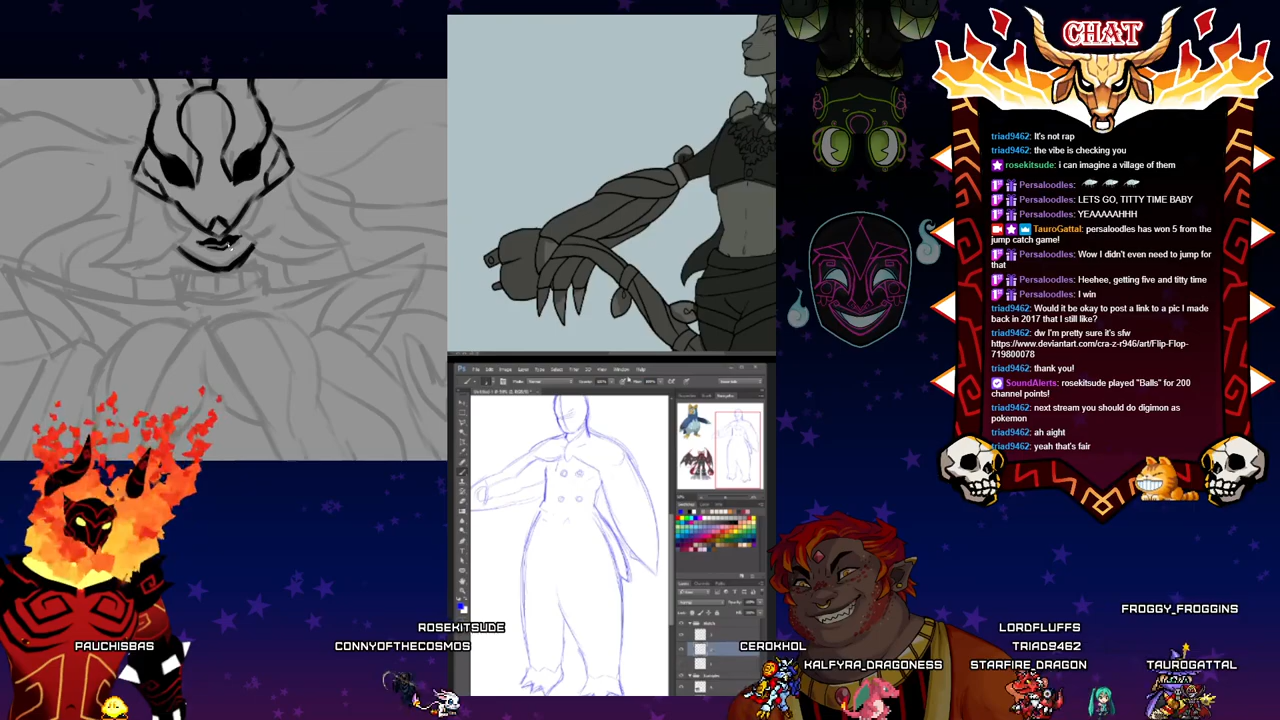 CHAT
triad9462: It's not rap
triad9462: the vibe is checking you
rosekitsude: i can imagine a village of them
Persaloodles:
Persaloodles: LETS GO, TITTY TIME BABY
Persaloodles: YEAAAAAHHH
TauroGattal: persaloodles has won 5 from the
jump catch game!
Persaloodles: Wow I didn't even need to jump for
that
Persaloodles: Heehee, getting five and titty time
Persaloodles: I win
triad9462: Would it be okay to post a link to a pic I made
back in 2017 that I still like?
triad9462: dw I'm pretty sure it's sfw
https://www.deviantart.com/cra-z-r946/art/Flip-Flop-
719800078
triad9462: thank you!
SoundAlerts: rosekitsude played "Balls" for 200
channel points!
triad9462: next stream you should do digimon as
pokemon
triad9462: ah aight
triad9462: yeah that's fair
FROGGY_FROGGINS
ROSEKITSUDE
LORDFLUFFS
PAUCHISBAS
CONNYOFTHECOSMOS
CEROKHOL
TRIAD9462
KALFYRA_DRAGONESS
STARFIRE_DRAGON
TAUROGATTAL